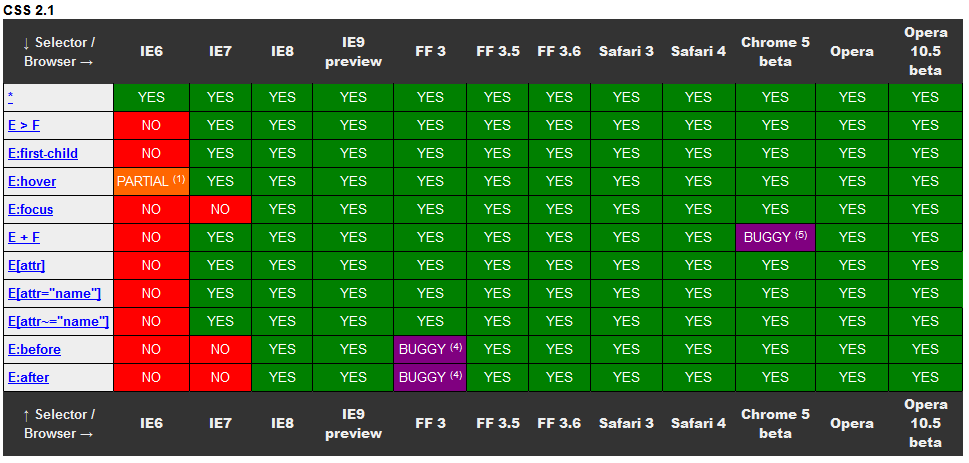 CSS 2.1
↓ Selector / Browser → IE6 IE7 IE8 IE9 preview FF 3 FF 3.5 FF 3.6 Safari 3 Safari 4 Chrome 5 beta Opera Opera 10.5 beta
* YES YES YES YES YES YES YES YES YES YES YES YES
E > F NO YES YES YES YES YES YES YES YES YES YES YES
E:first-child NO YES YES YES YES YES YES YES YES YES YES YES
E:hover PARTIAL (1) YES YES YES YES YES YES YES YES YES YES YES
E:focus NO NO YES YES YES YES YES YES YES YES YES YES
E + F NO YES YES YES YES YES YES YES YES BUGGY (5) YES YES
E[attr] NO YES YES YES YES YES YES YES YES YES YES YES
E[attr="name"] NO YES YES YES YES YES YES YES YES YES YES YES
E[attr~="name"] NO YES YES YES YES YES YES YES YES YES YES YES
E:before NO NO YES YES BUGGY (4) YES YES YES YES YES YES YES
E:after NO NO YES YES BUGGY (4) YES YES YES YES YES YES YES
↑ Selector / Browser → IE6 IE7 IE8 IE9 preview FF 3 FF 3.5 FF 3.6 Safari 3 Safari 4 Chrome 5 beta Opera Opera 10.5 beta